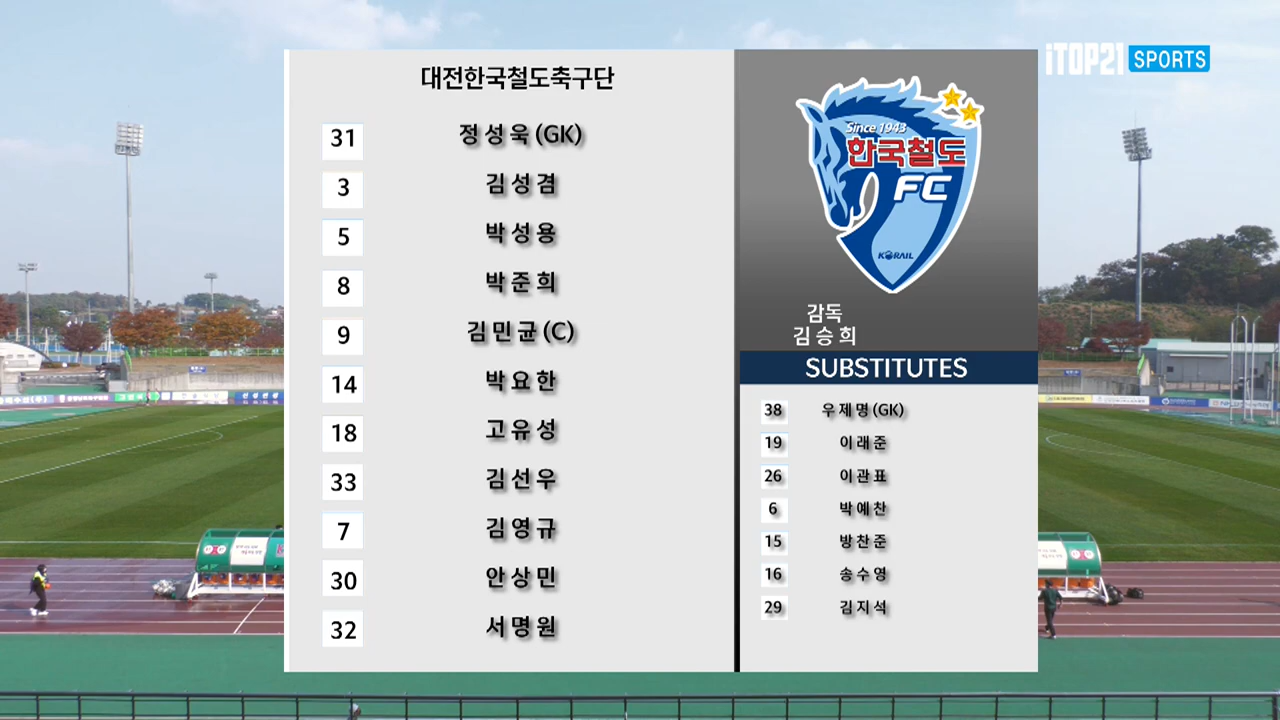 iTOP21 SPORTS
대전한국철도축구단
31 정성욱(GK)
3 김성겸
5 박성용
8 박준희
9 김민균(C)
14 박요한
18 고유성
33 김선우
7 김영규
30 안상민
32 서명원
Since 1943
한국철도
FC
KORAIL
감독
김승희
SUBSTITUTES
38 우제명(GK)
19 이래준
26 이관표
6 박예찬
15 방찬준
16 송수영
29 김지석